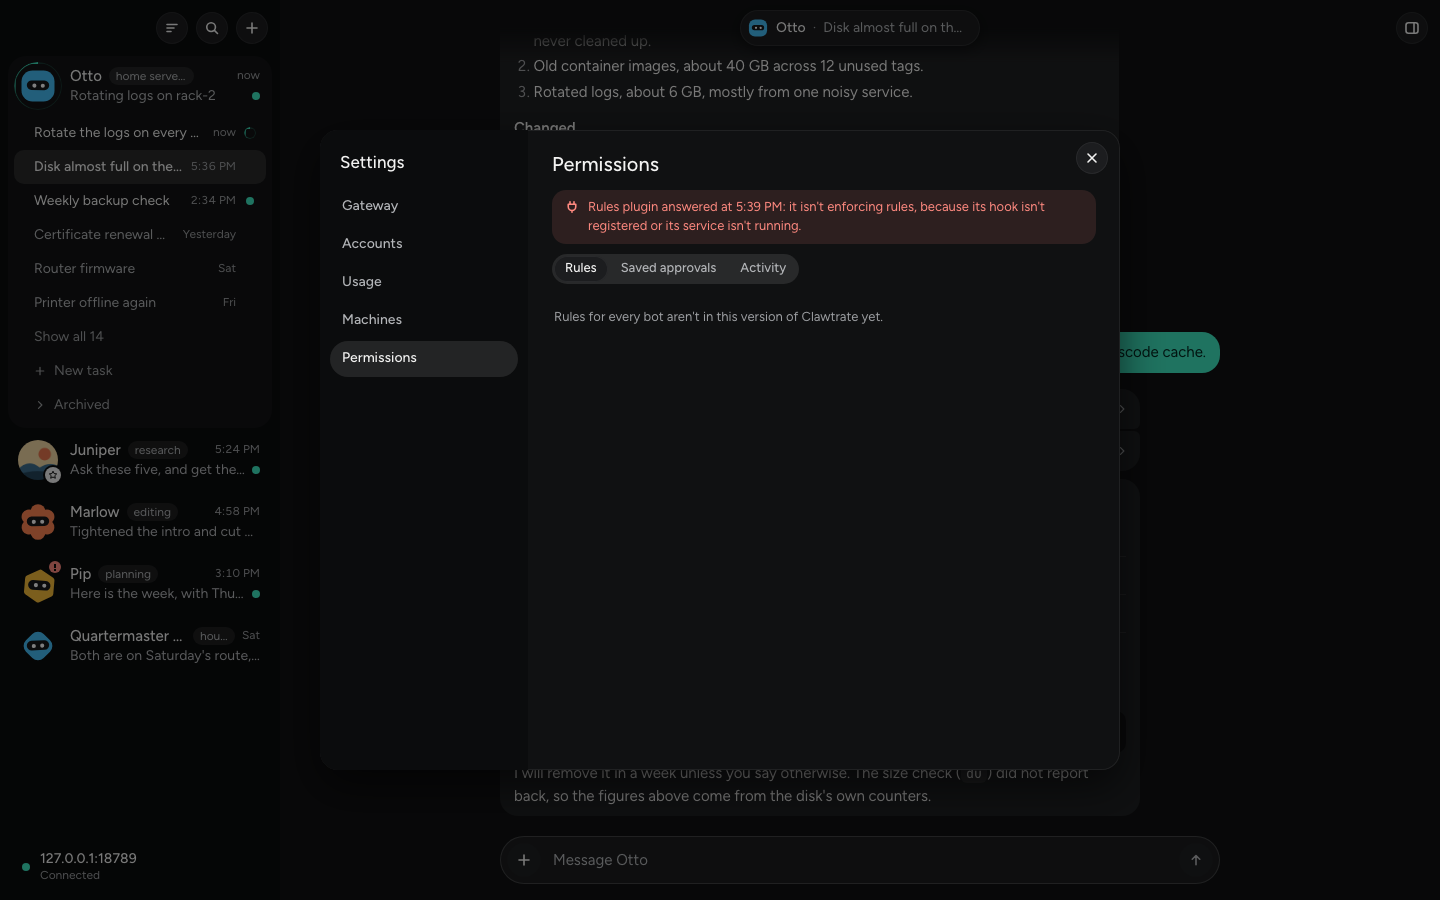 Otto · Disk almost full on th...
Otto home serve... now
Rotating logs on rack-2
Rotate the logs on every ... now
Disk almost full on the... 5:36 PM
Weekly backup check 2:34 PM
Certificate renewal ... Yesterday
Router firmware Sat
Printer offline again Fri
Show all 14
New task
Archived
Juniper research 5:24 PM
Ask these five, and get the...
Marlow editing 4:58 PM
Tightened the intro and cut ...
Pip planning 3:10 PM
Here is the week, with Thu...
Quartermaster ... hou... Sat
Both are on Saturday's route,...
127.0.0.1:18789
Connected
never cleaned up.
2. Old container images, about 40 GB across 12 unused tags.
3. Rotated logs, about 6 GB, mostly from one noisy service.
Changed
Settings
Gateway
Accounts
Usage
Machines
Permissions
Permissions
Rules plugin answered at 5:39 PM: it isn't enforcing rules, because its hook isn't
registered or its service isn't running.
Rules Saved approvals Activity
Rules for every bot aren't in this version of Clawtrate yet.
scode cache.
I will remove it in a week unless you say otherwise. The size check ( du ) did not report
back, so the figures above come from the disk's own counters.
Message Otto